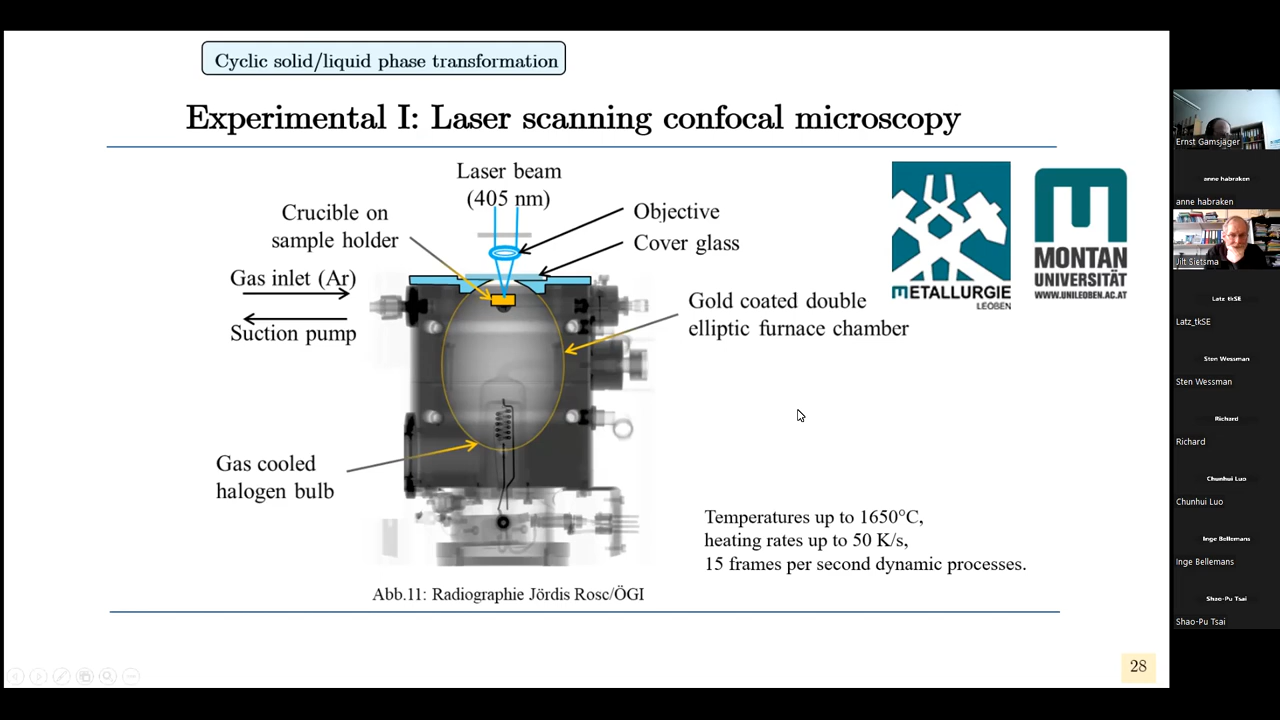 Cyclic solid/liquid phase transformation
Experimental I: Laser scanning confocal microscopy
Laser beam
(405 nm)
Crucible on
sample holder
Objective
Cover glass
Gas inlet (Ar)
Suction pump
Gold coated double
elliptic furnace chamber
Gas cooled
halogen bulb
METALLURGIE
LEOBEN
MONTAN
UNIVERSITÄT
WWW.UNILEOBEN.AC.AT
Temperatures up to 1650°C,
heating rates up to 50 K/s,
15 frames per second dynamic processes.
Abb.11: Radiographie Jördis Rosc/ÖGI
28
Ernst Gamsjäger
anne habraken
anne habraken
Jilt Sietsma
Latz_tkSE
Latz_tkSE
Sten Wessman
Sten Wessman
Richard
Richard
Chunhui Luo
Chunhui Luo
Inge Bellemans
Inge Bellemans
Shao-Pu Tsai
Shao-Pu Tsai